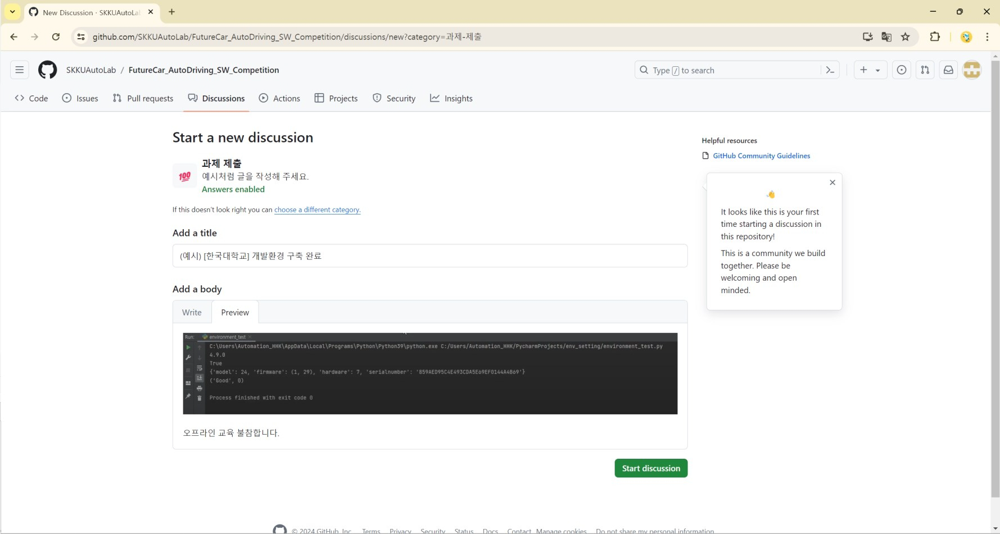 New Discussion · SKKUAutoLa
github.com/SKKUAutoLab/FutureCar_AutoDriving_SW_Competition/discussions/new?category=과제-제출
SKKUAutoLab / FutureCar_AutoDriving_SW_Competition
Type / to search
Code Issues Pull requests Discussions Actions Projects Security Insights
Start a new discussion
과제 제출
예시처럼 글을 작성해 주세요.
Answers enabled
If this doesn't look right you can choose a different category.
Add a title
(예시) [한국대학교] 개발환경 구축 완료
Add a body
Write Preview
Run: environment_test
C:\Users\Automation_HHK\AppData\Local\Programs\Python\Python39\python.exe C:/Users/Automation_HHK/PycharmProjects/env_setting/environment_test.py
4.9.0
True
{'model': 24, 'firmware': (1, 29), 'hardware': 7, 'serialnumber': '859AED95C4E493CDA5E69EF0144A4B69'}
('Good', 0)
Process finished with exit code 0
오프라인 교육 불참합니다.
Start discussion
Helpful resources
GitHub Community Guidelines
It looks like this is your first
time starting a discussion in
this repository!
This is a community we build
together. Please be
welcoming and open
minded.
© 2024 GitHub, Inc. Terms Privacy Security Status Docs Contact Manage cookies Do not share my personal information